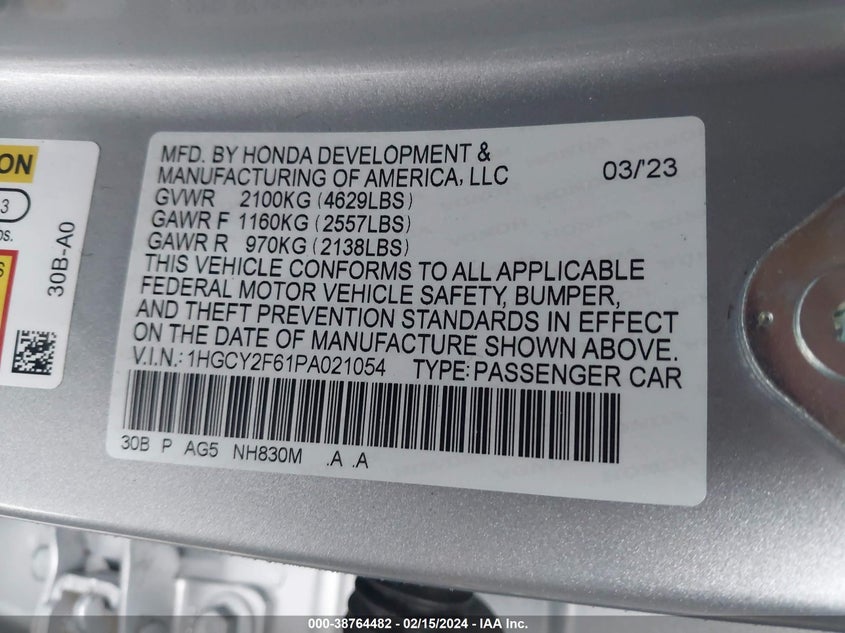 ION
3
OS.
S
30B-A0
MFD. BY HONDA DEVELOPMENT &
MANUFACTURING OF AMERICA, LLC 03/'23
GVWR 2100KG (4629LBS)
GAWR F 1160KG (2557LBS)
GAWR R 970KG (2138LBS)
THIS VEHICLE CONFORMS TO ALL APPLICABLE
FEDERAL MOTOR VEHICLE SAFETY, BUMPER,
AND THEFT PREVENTION STANDARDS IN EFFECT
ON THE DATE OF MANUFACTURE SHOWN ABOVE.
V.I.N.: 1HGCY2F61PA021054 TYPE: PASSENGER CAR
30B P AG5 NH830M .A .A
000-38764482 - 02/15/2024 - IAA Inc.